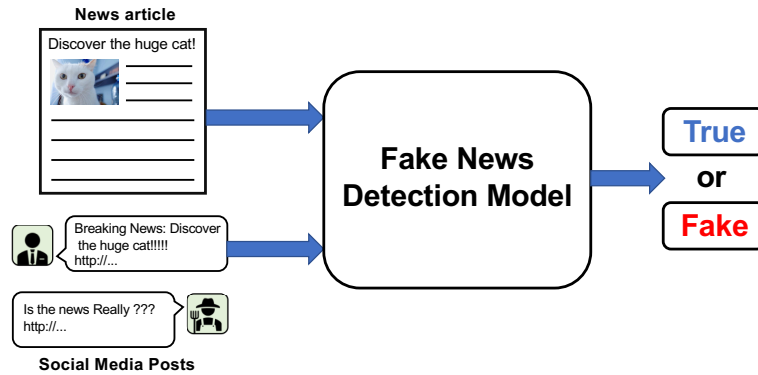 News article
Discover the huge cat!
Breaking News: Discover
the huge cat!!!!!
http://...
Is the news Really ???
http://...
Social Media Posts
Fake News
Detection Model
True
or
Fake